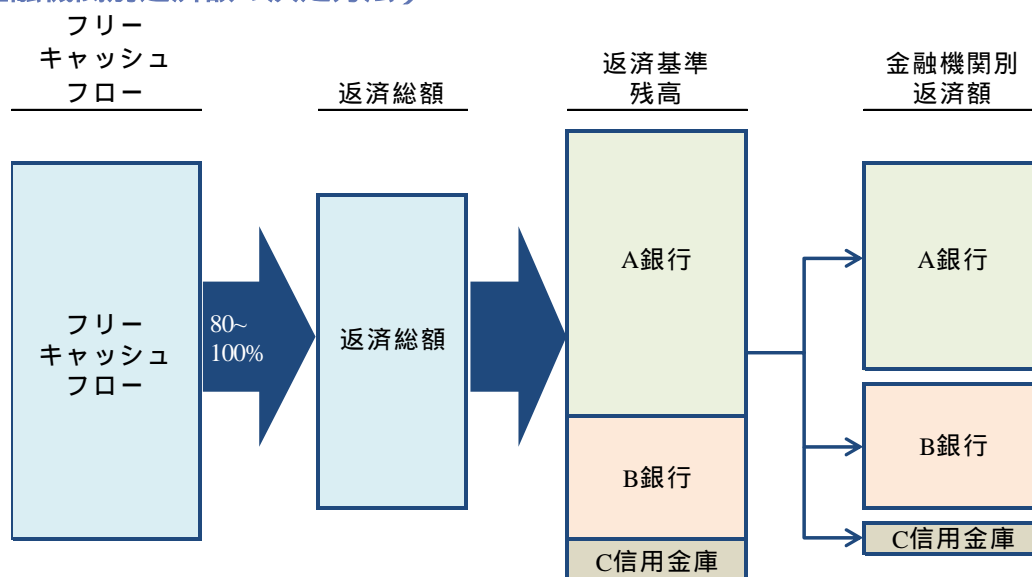 フリー
キャッシュ
フロー
返済総額
返済基準
残高
金融機関別
返済額
フリー
キャッシュ
フロー
80~
100%
返済総額
A銀行
B銀行
C信用金庫
A銀行
B銀行
C信用金庫